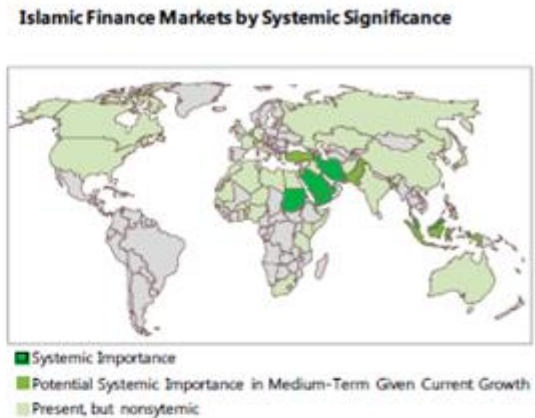 Islamic Finance Markets by Systemic Significance
Systemic Importance
Potential Systemic Importance in Medium-Term Given Current Growth
Present, but nonsytemic